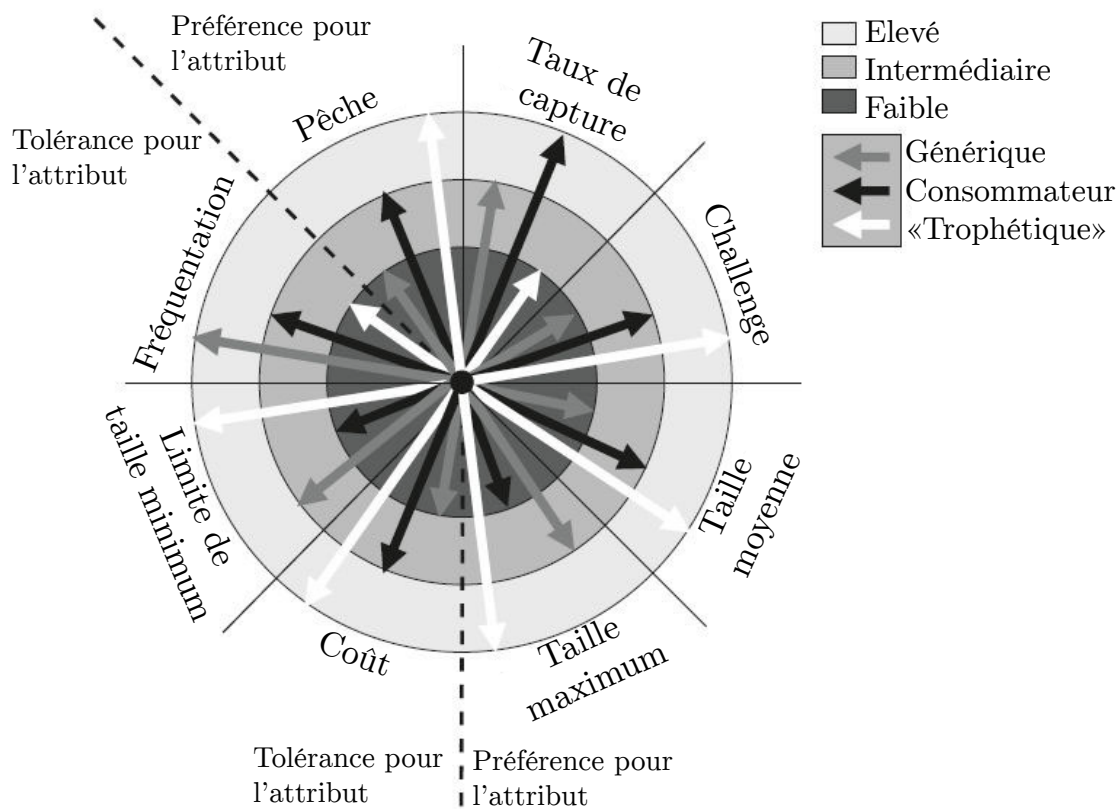 Préférence pour
l'attribut
Tolérance pour
l'attribut
Pêche
Taux de
capture
Challenge
Taille
moyenne
Taille
maximum
Coût
Limite de
taille minimum
Fréquentation
Elevé
Intermédiaire
Faible
Générique
Consommateur
«Trophétique»
Tolérance pour
l'attribut
Préférence pour
l'attribut